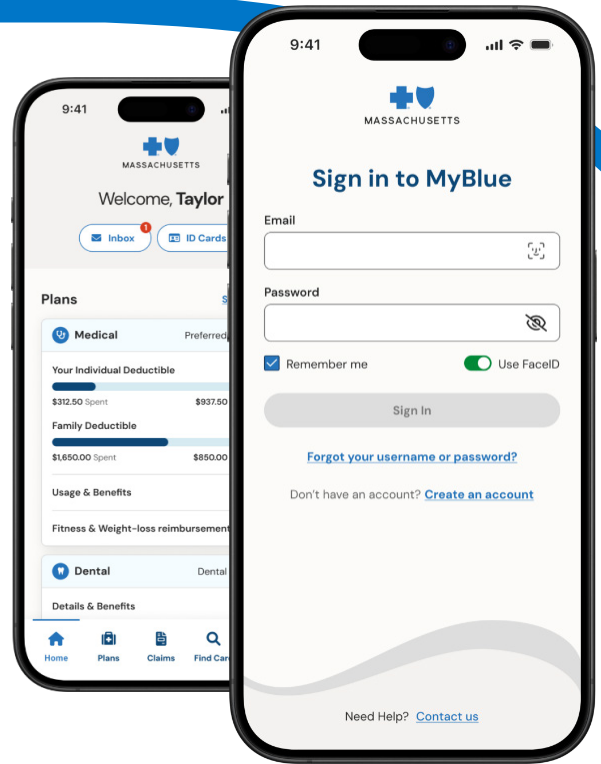 9:41
MASSACHUSETTS
Welcome, Taylor
Inbox
1
ID Cards
Plans
Medical
Preferred
Your Individual Deductible
$312.50 Spent
$937.50
Family Deductible
$1,650.00 Spent
$850.00
Usage & Benefits
Fitness & Weight-loss reimbursement
Dental
Dental
Details & Benefits
Home
Plans
Claims
Find Care
9:41
MASSACHUSETTS
Sign in to MyBlue
Email
Password
Remember me
Use FaceID
Sign In
Forgot your username or password?
Don't have an account? Create an account
Need Help? Contact us